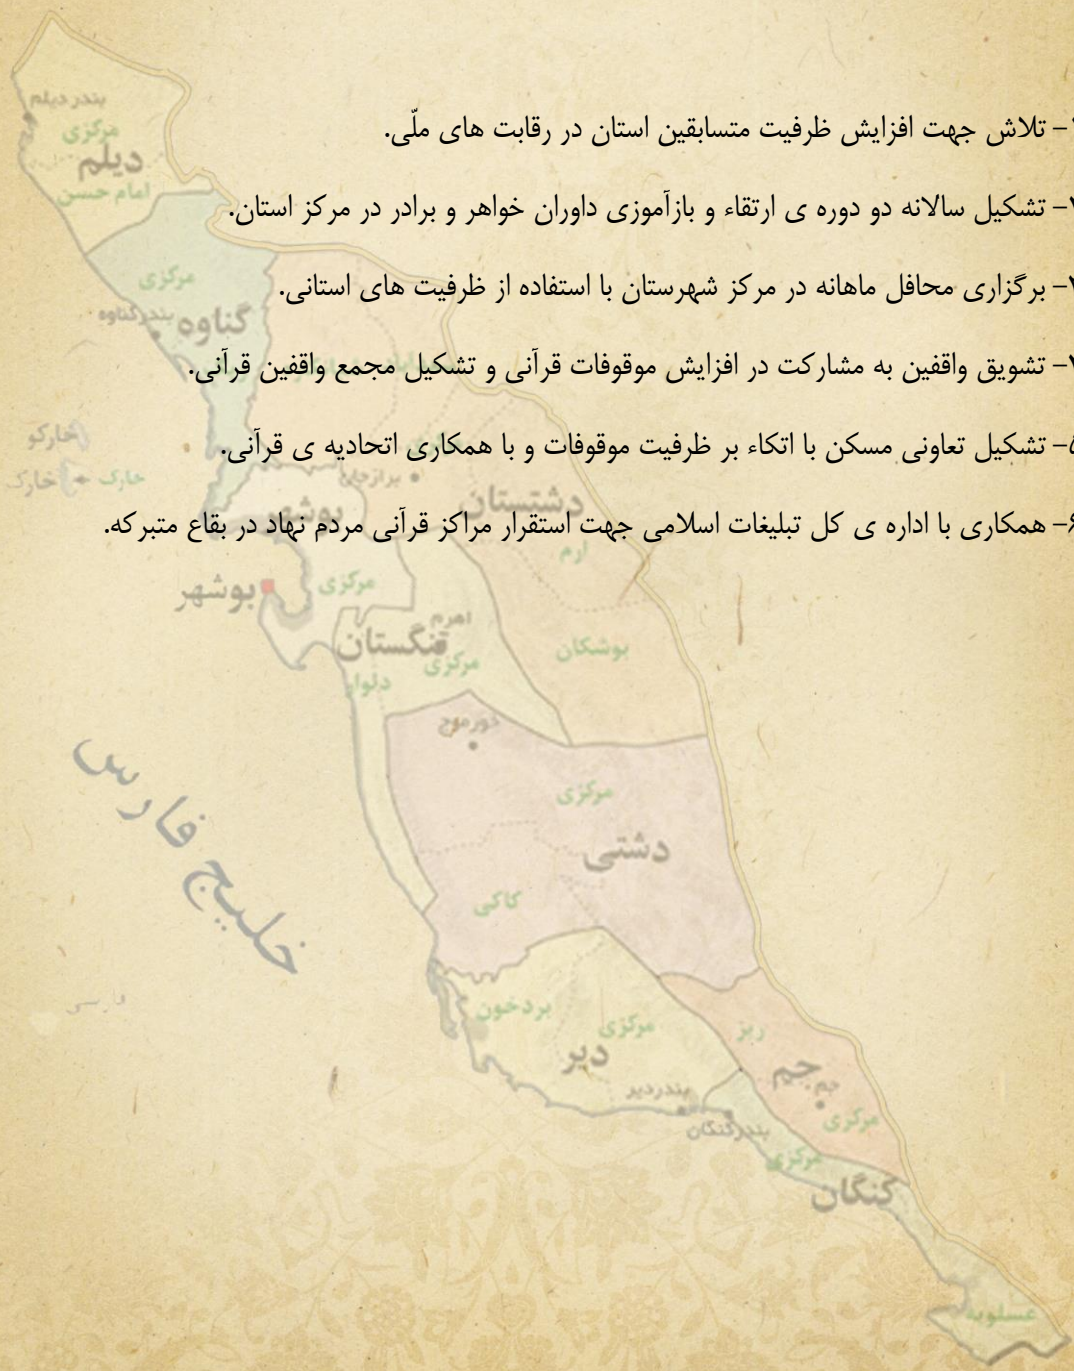 ۱- تلاش جهت افزایش ظرفیت متسابقین استان در رقابت های ملّی.
۲- تشکیل سالانه دو دوره ی ارتقاء و بازآموزی داوران خواهر و برادر در مرکز استان.
۳- برگزاری محافل ماهانه در مرکز شهرستان با استفاده از ظرفیت های استانی.
۴- تشویق واقفین به مشارکت در افزایش موقوفات قرآنی و تشکیل مجمع واقفین قرآنی.
۵- تشکیل تعاونی مسکن با اتکاء بر ظرفیت موقوفات و با همکاری اتحادیه ی قرآنی.
۶- همکاری با اداره ی کل تبلیغات اسلامی جهت استقرار مراکز قرآنی مردم نهاد در بقاع متبرکه.
بندر دیلم
مرکزی
دیلم
امام حسن
مرکزی
بندرگناوه
گناوه
خارکو
خارک
خارک
برازجان
دشتستان
بوشهر
ارم
بوشهر
مرکزی
اهرم
تنگستان
مرکزی
دلوار
بوشکان
خورموج
مرکزی
دشتی
کاکی
خلیج فارس
بردخون
مرکزی
دیر
بندردیر
ریز
جم
جم
مرکزی
بندرکنگان
مرکزی
کنگان
عسلویه